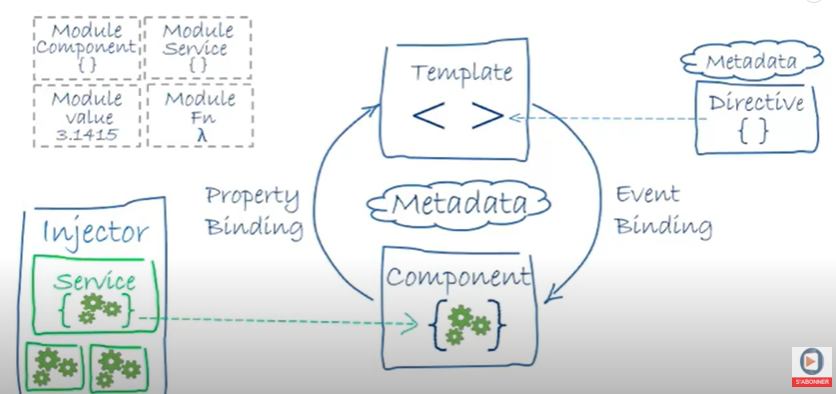 Module
Component
{ }
Module
Service
{ }
Module
value
3.1415
Module
Fn
λ
Template
< >
Metadata
Directive
{ }
Property
Binding
Metadata
Event
Binding
Injector
Service
{ }
Component
{ }
S'ABONNER